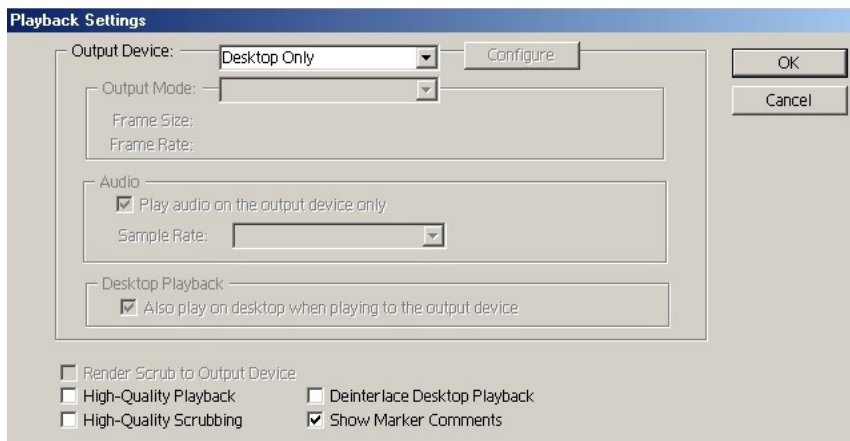 Playback Settings
Output Device: Desktop Only Configure
OK
Output Mode:
Cancel
Frame Size:
Frame Rate:
Audio
Play audio on the output device only
Sample Rate:
Desktop Playback
Also play on desktop when playing to the output device
Render Scrub to Output Device
High-Quality Playback Deinterlace Desktop Playback
High-Quality Scrubbing Show Marker Comments